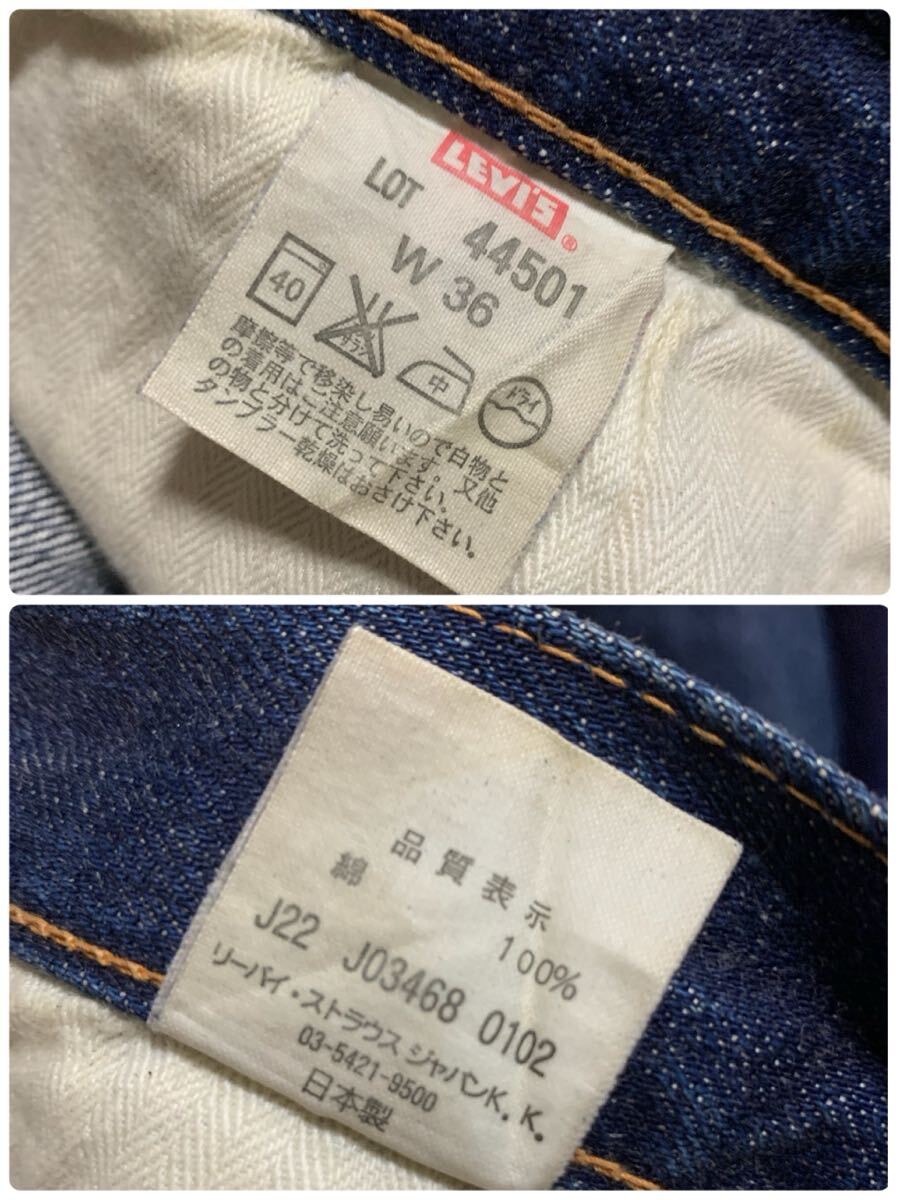 LEVI'S®
LOT 44501
W 36
40 サラシ 中 ドライ
摩擦等で移染し易いので白物と
の着用はご注意願います。又他
の物と分けて洗って下さい。
タンブラー乾燥はおさけ下さい。
品質表示
綿 100%
J22 J03468 0102
リーバイ・ストラウス ジャパンK.K.
03-5421-9500
日本製